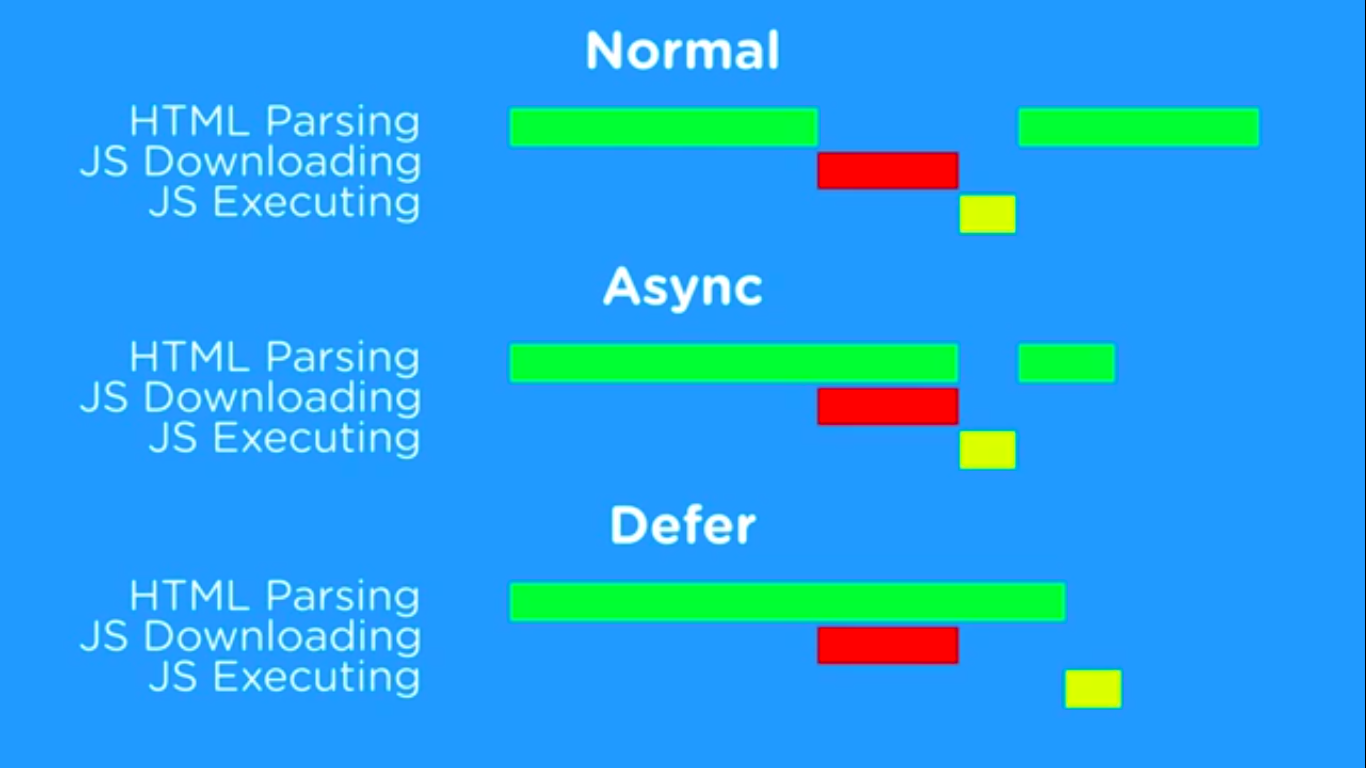 Normal
HTML Parsing
JS Downloading
JS Executing
Async
HTML Parsing
JS Downloading
JS Executing
Defer
HTML Parsing
JS Downloading
JS Executing